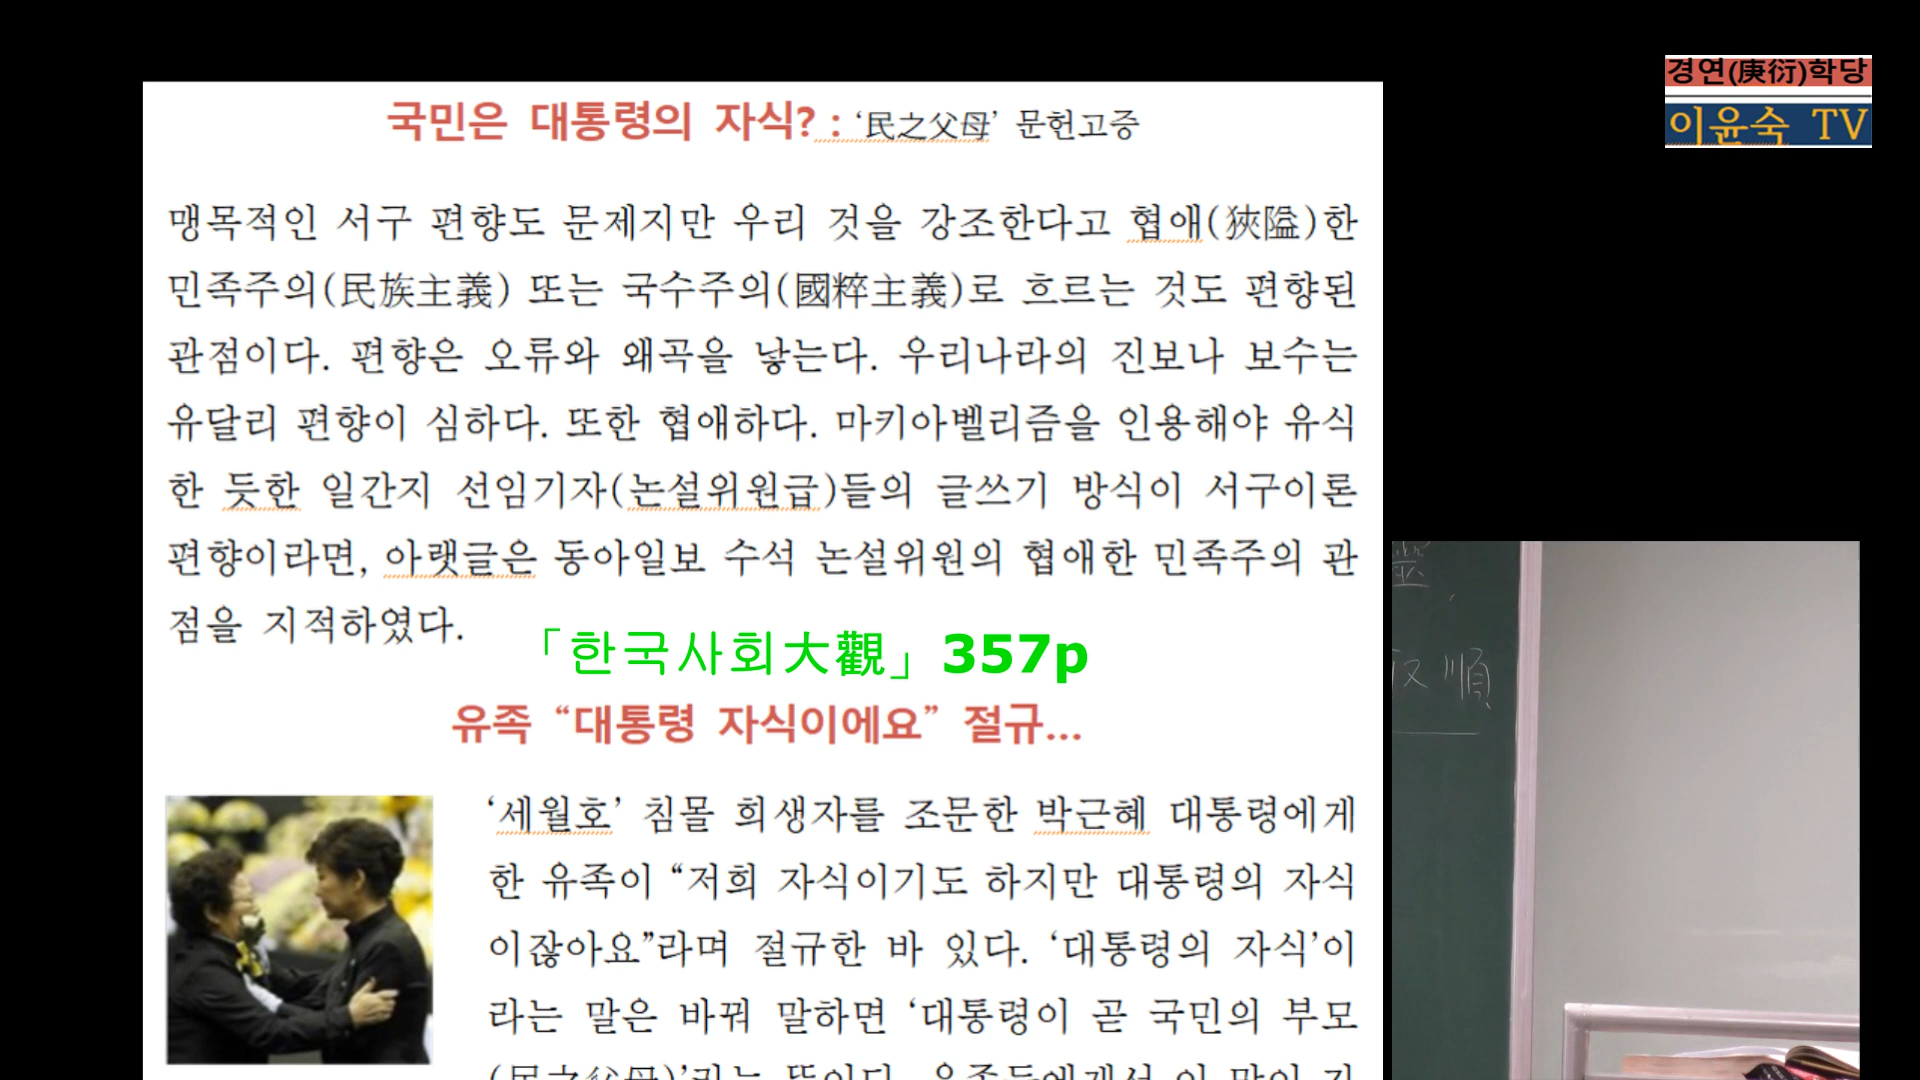 경연(庚衍)학당
이윤숙 TV
국민은 대통령의 자식? : ‘民之父母’ 문헌고증
맹목적인 서구 편향도 문제지만 우리 것을 강조한다고 협애(狹隘)한
민족주의(民族主義) 또는 국수주의(國粹主義)로 흐르는 것도 편향된
관점이다. 편향은 오류와 왜곡을 낳는다. 우리나라의 진보나 보수는
유달리 편향이 심하다. 또한 협애하다. 마키아벨리즘을 인용해야 유식
한 듯한 일간지 선임기자(논설위원급)들의 글쓰기 방식이 서구이론
편향이라면, 아랫글은 동아일보 수석 논설위원의 협애한 민족주의 관
점을 지적하였다.
「한국사회大觀」357p
유족 “대통령 자식이에요” 절규...
‘세월호’ 침몰 희생자를 조문한 박근혜 대통령에게
한 유족이 “저희 자식이기도 하지만 대통령의 자식
이잖아요”라며 절규한 바 있다. ‘대통령의 자식’이
라는 말은 바꿔 말하면 ‘대통령이 곧 국민의 부모
(民之父母)’라는 뜻이다.
順